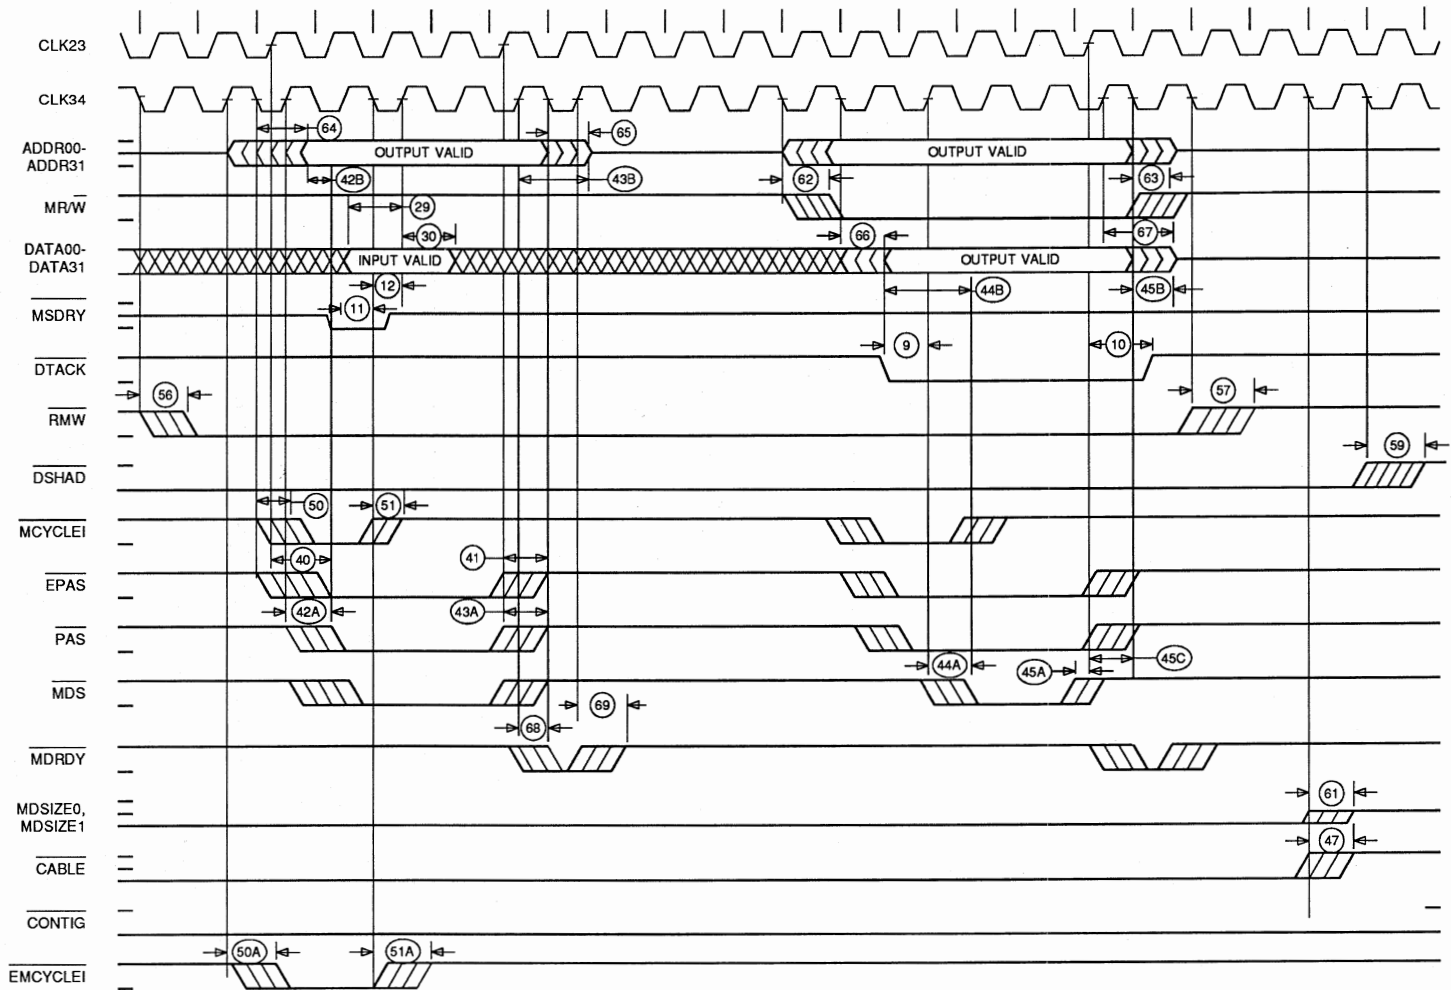 CLK23
CLK34
64
65
ADDR00-
ADDR31
OUTPUT VALID
OUTPUT VALID
42B
43B
62
63
MR/W̅
29
30
66
67
DATA00-
DATA31
INPUT VALID
OUTPUT VALID
12
44B
45B
MSDRY
11
9
10
DTACK
56
57
RMW
59
DSHAD
50
51
MCYCLEI
40
41
EPAS
42A
43A
PAS
44A
45A
45C
MDS
69
68
MDRDY
61
MDSIZE0,
MDSIZE1
47
CABLE
CONTIG
50A
51A
EMCYCLEI